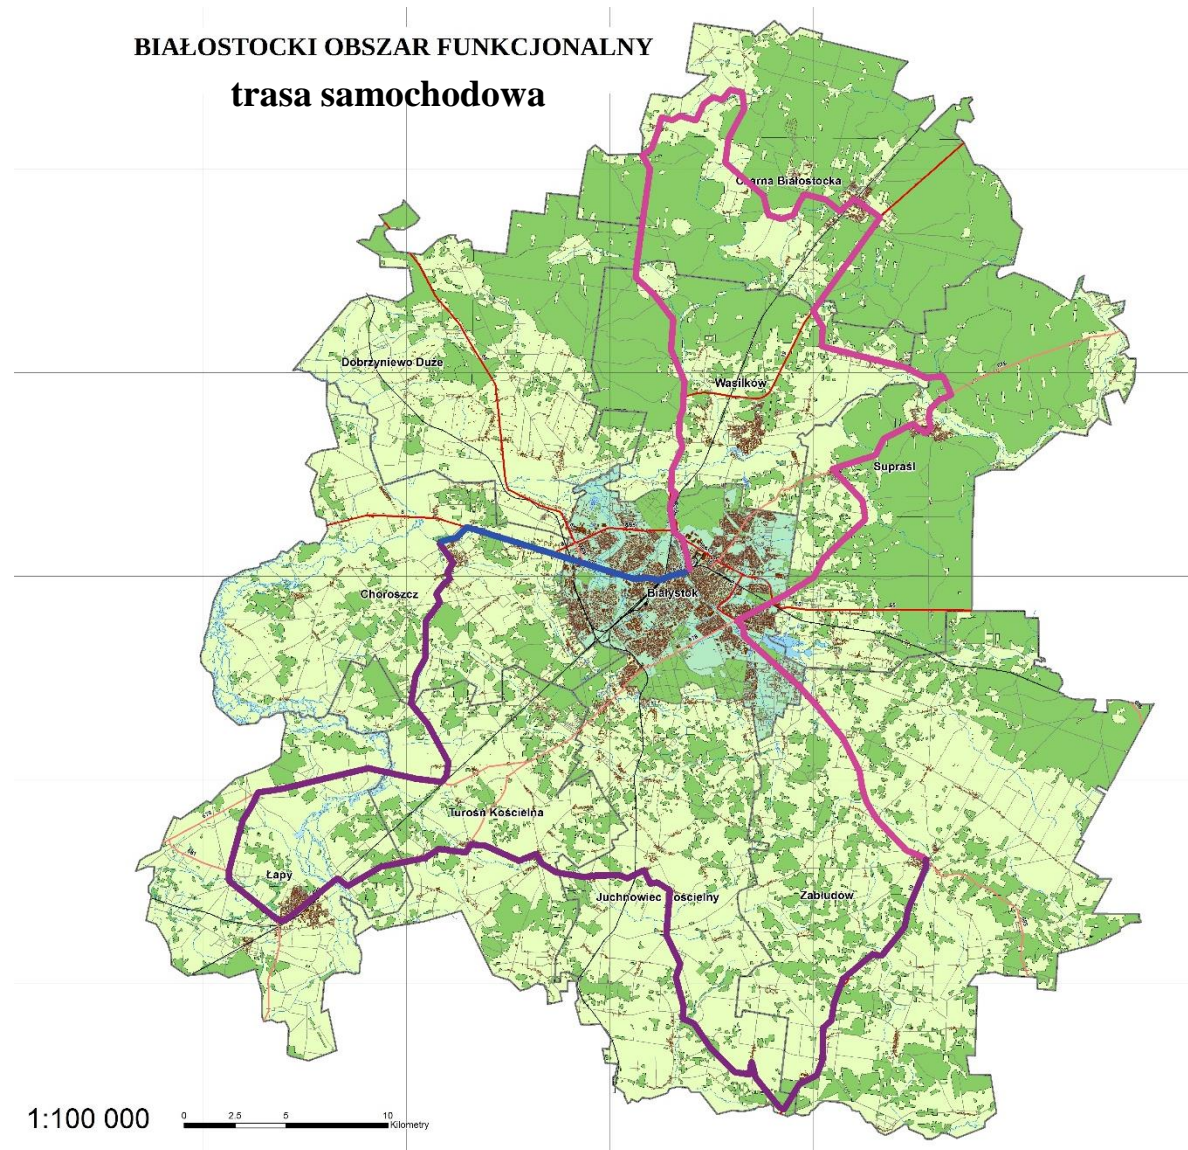 BIAŁOSTOCKI OBSZAR FUNKCJONALNY
trasa samochodowa
Czarna Białostocka
Dobrzyniewo Duże
Wasilków
Supraśl
Choroszcz
Białystok
Turośń Kościelna
Łapy
Juchnowiec Kościelny
Zabłudów
1:100 000
0 2.5 5 10
Kilometry